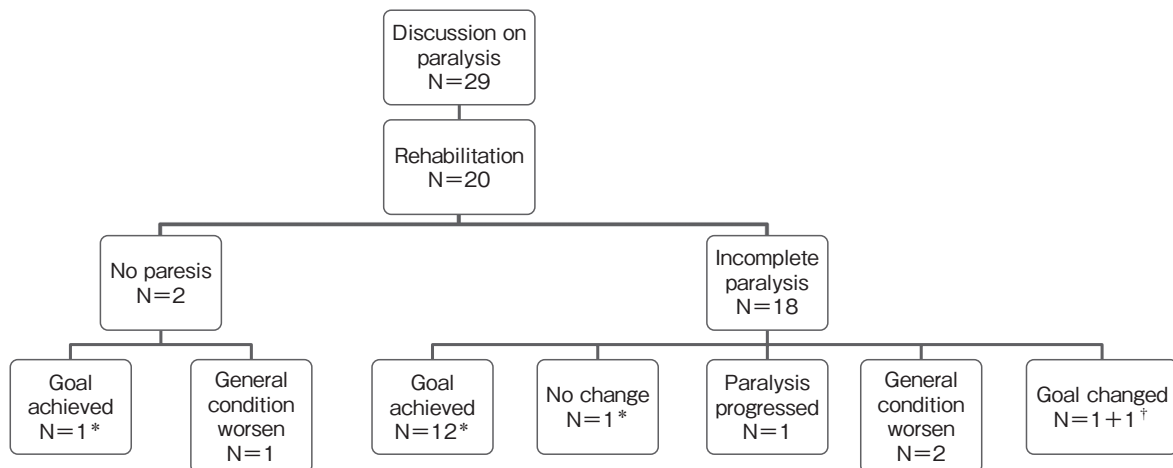 Discussion on
paralysis
N=29
Rehabilitation
N=20
No paresis
N=2
Incomplete
paralysis
N=18
Goal
achieved
N=1*
General
condition
worsen
N=1
Goal
achieved
N=12*
No change
N=1*
Paralysis
progressed
N=1
General
condition
worsen
N=2
Goal changed
N=1+1†